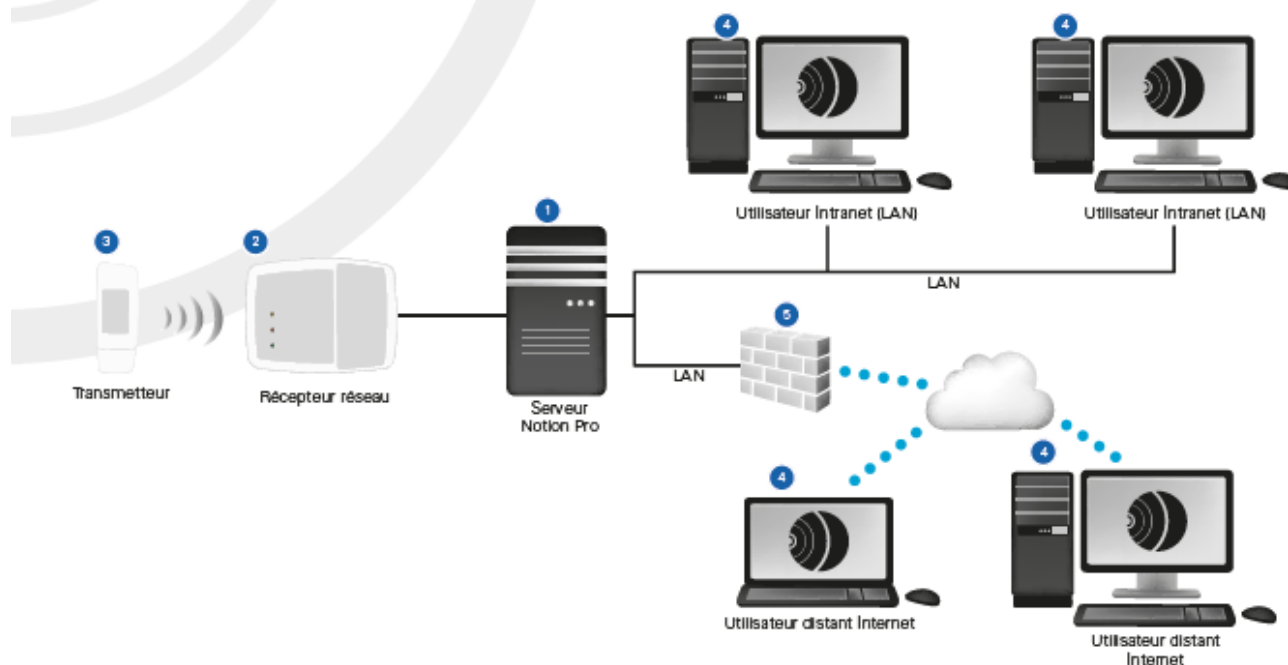 4
4
Utilisateur Intranet (LAN)
Utilisateur Intranet (LAN)
3
2
1
LAN
5
LAN
Transmetteur
Récepteur réseau
Serveur
Notion Pro
4
4
Utilisateur distant Internet
Utilisateur distant
Internet